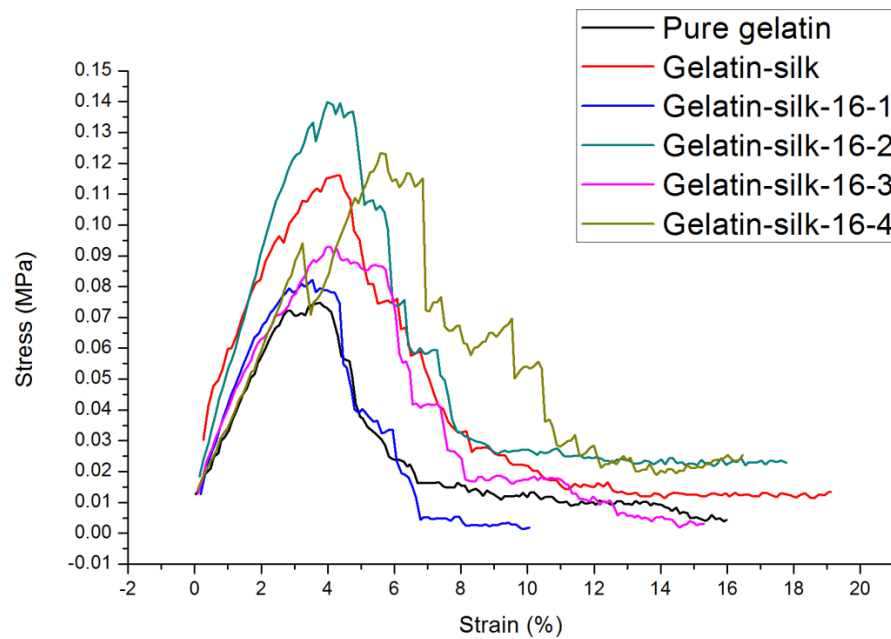 Pure gelatin
Gelatin-silk
Gelatin-silk-16-1
Gelatin-silk-16-2
Gelatin-silk-16-3
Gelatin-silk-16-4
0.15
0.14
0.13
0.12
0.11
0.10
0.09
0.08
0.07
0.06
0.05
0.04
0.03
0.02
0.01
0.00
-0.01
Stress (MPa)
-2 0 2 4 6 8 10 12 14 16 18 20
Strain (%)